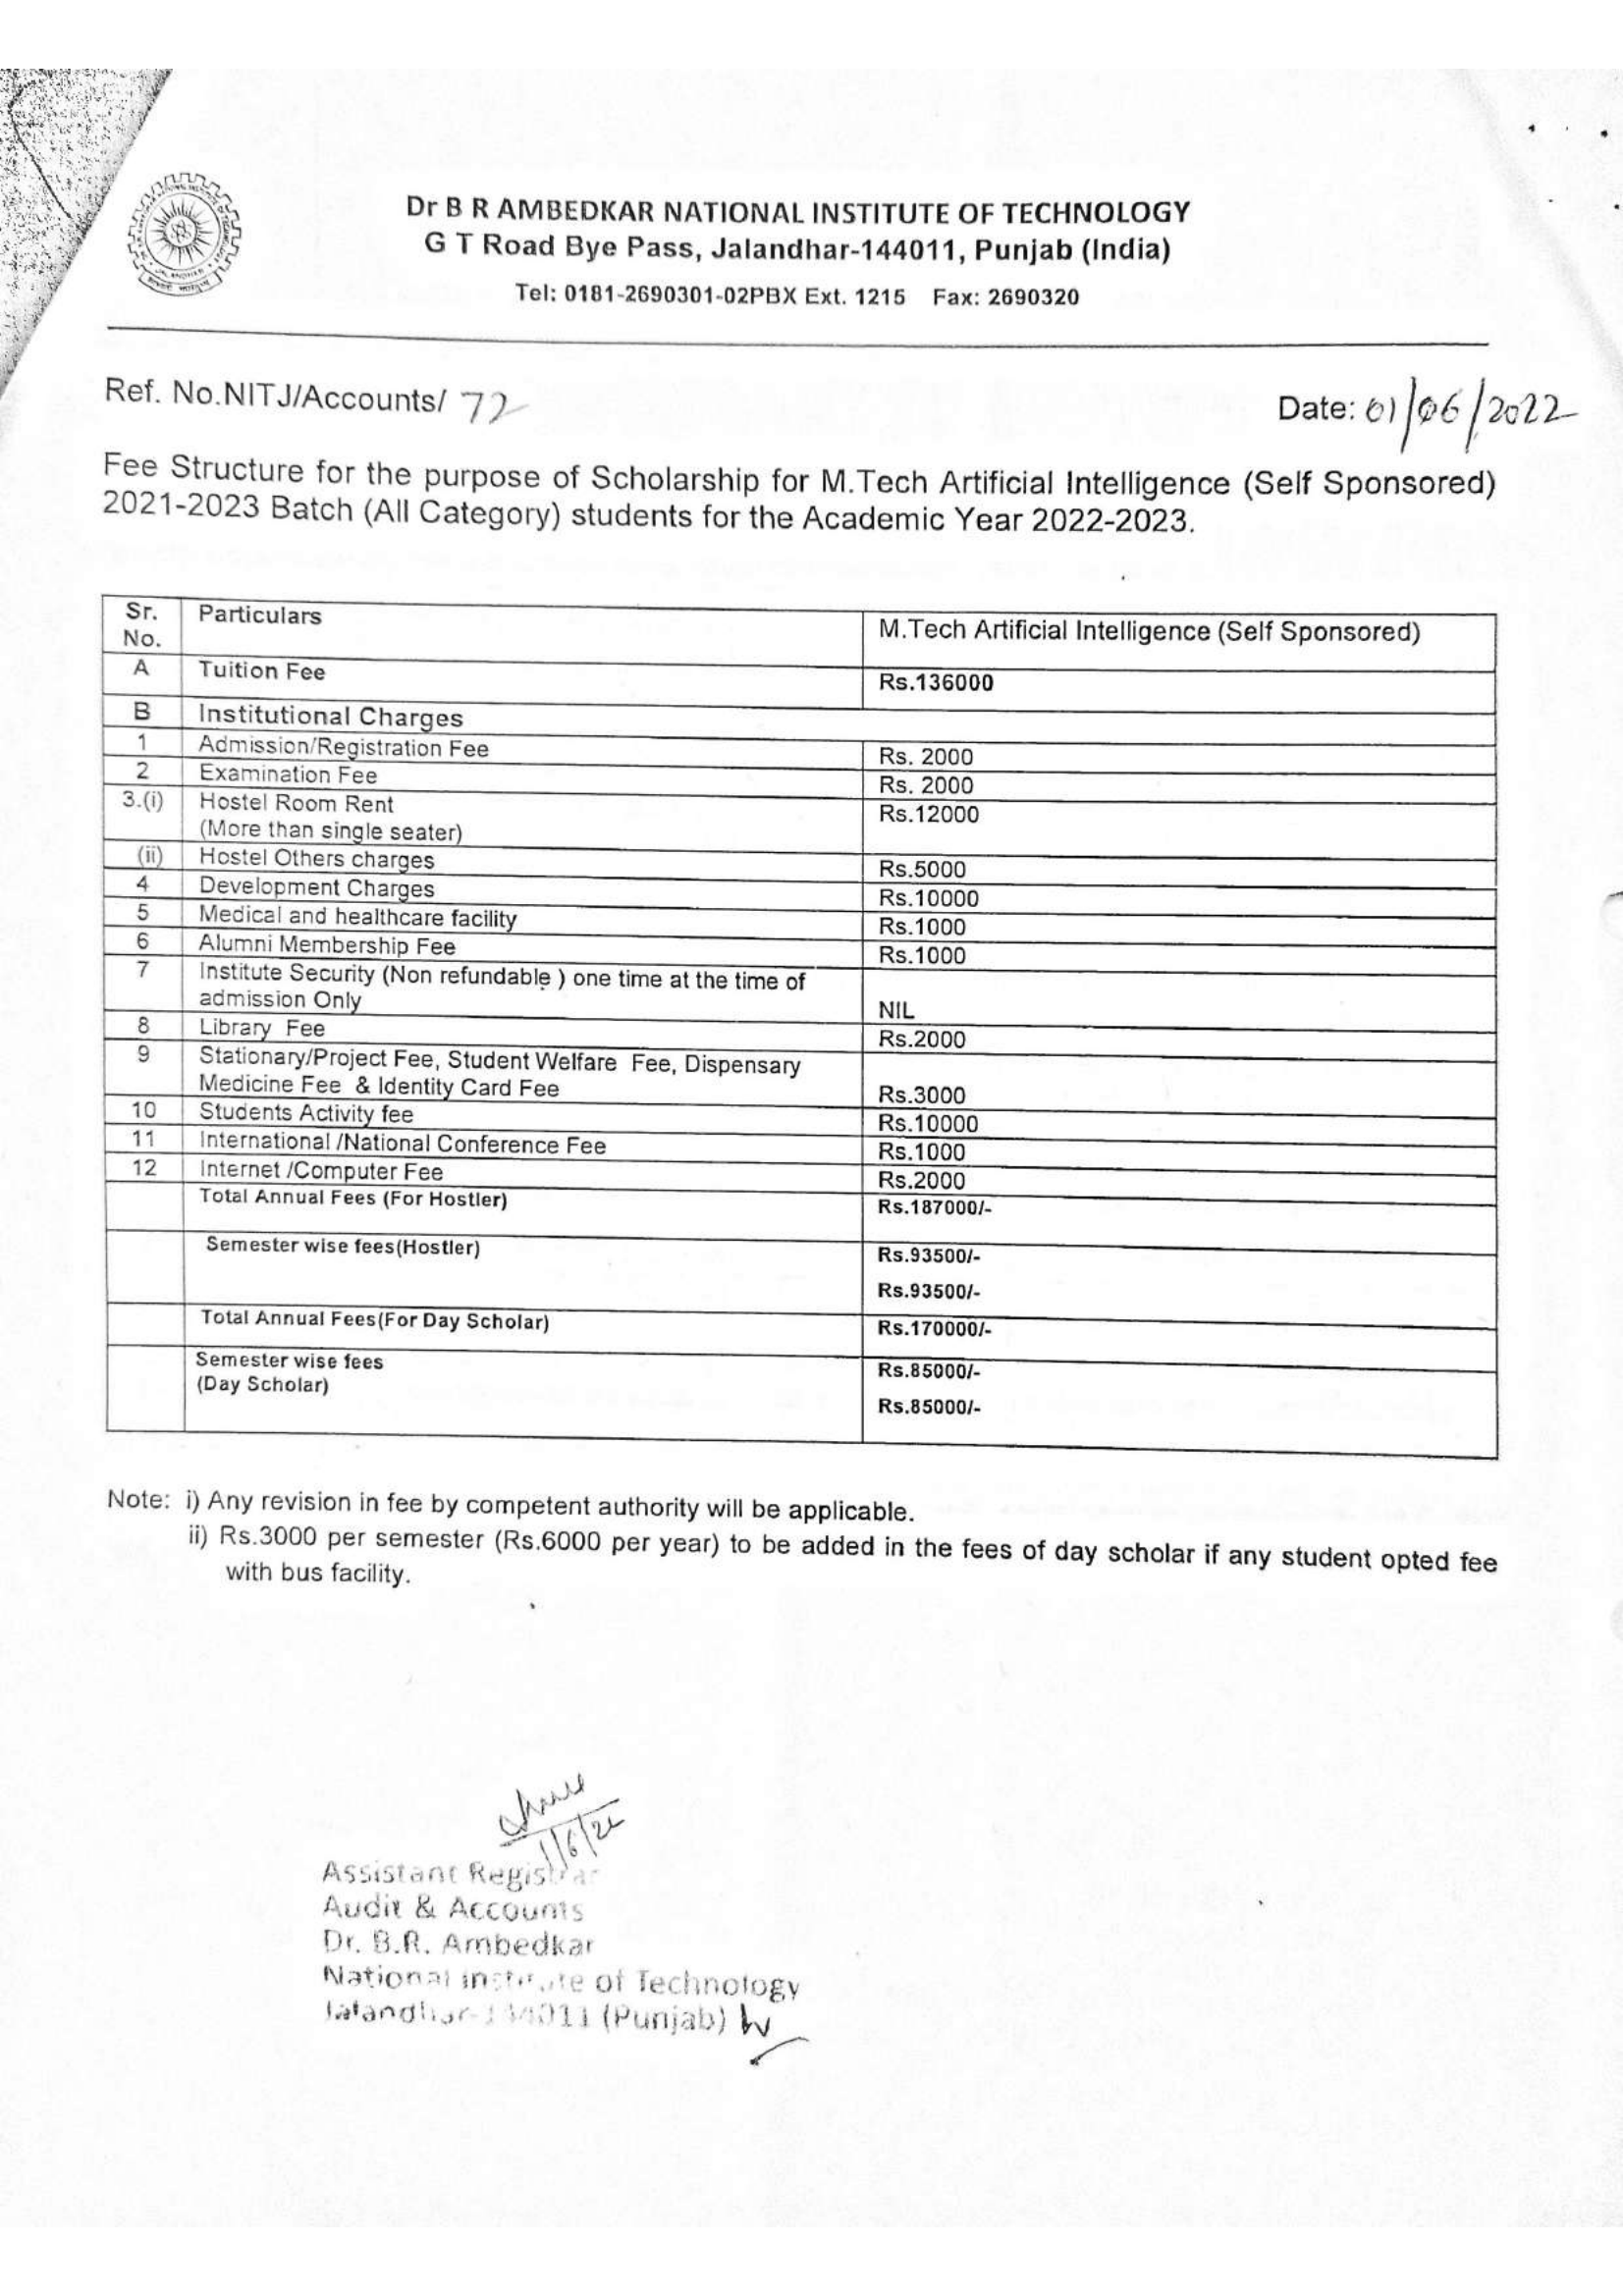 Dr B R AMBEDKAR NATIONAL INSTITUTE OF TECHNOLOGY
G T Road Bye Pass, Jalandhar-144011, Punjab (India)
Tel: 0181-2690301-02PBX Ext. 1215 Fax: 2690320
Ref. No.NITJ/Accounts/ 72
Date: 01/06/2022
Fee Structure for the purpose of Scholarship for M.Tech Artificial Intelligence (Self Sponsored)
2021-2023 Batch (All Category) students for the Academic Year 2022-2023.
Sr. No. Particulars M.Tech Artificial Intelligence (Self Sponsored)
A Tuition Fee Rs.136000
B Institutional Charges
1 Admission/Registration Fee Rs. 2000
2 Examination Fee Rs. 2000
3.(i) Hostel Room Rent Rs.12000
(More than single seater)
(ii) Hostel Others charges Rs.5000
4 Development Charges Rs.10000
5 Medical and healthcare facility Rs.1000
6 Alumni Membership Fee Rs.1000
7 Institute Security (Non refundable ) one time at the time of
admission Only NIL
8 Library Fee Rs.2000
9 Stationary/Project Fee, Student Welfare Fee, Dispensary
Medicine Fee & Identity Card Fee Rs.3000
10 Students Activity fee Rs.10000
11 International /National Conference Fee Rs.1000
12 Internet /Computer Fee Rs.2000
Total Annual Fees (For Hostler) Rs.187000/-
Semester wise fees(Hostler) Rs.93500/-
Rs.93500/-
Total Annual Fees(For Day Scholar) Rs.170000/-
Semester wise fees Rs.85000/-
(Day Scholar)
Rs.85000/-
Note: i) Any revision in fee by competent authority will be applicable.
ii) Rs.3000 per semester (Rs.6000 per year) to be added in the fees of day scholar if any student opted fee
with bus facility.
Assistant Registrar
Audit & Accounts
Dr. B.R. Ambedkar
National Institute of Technology
Jalandhar-144011 (Punjab)